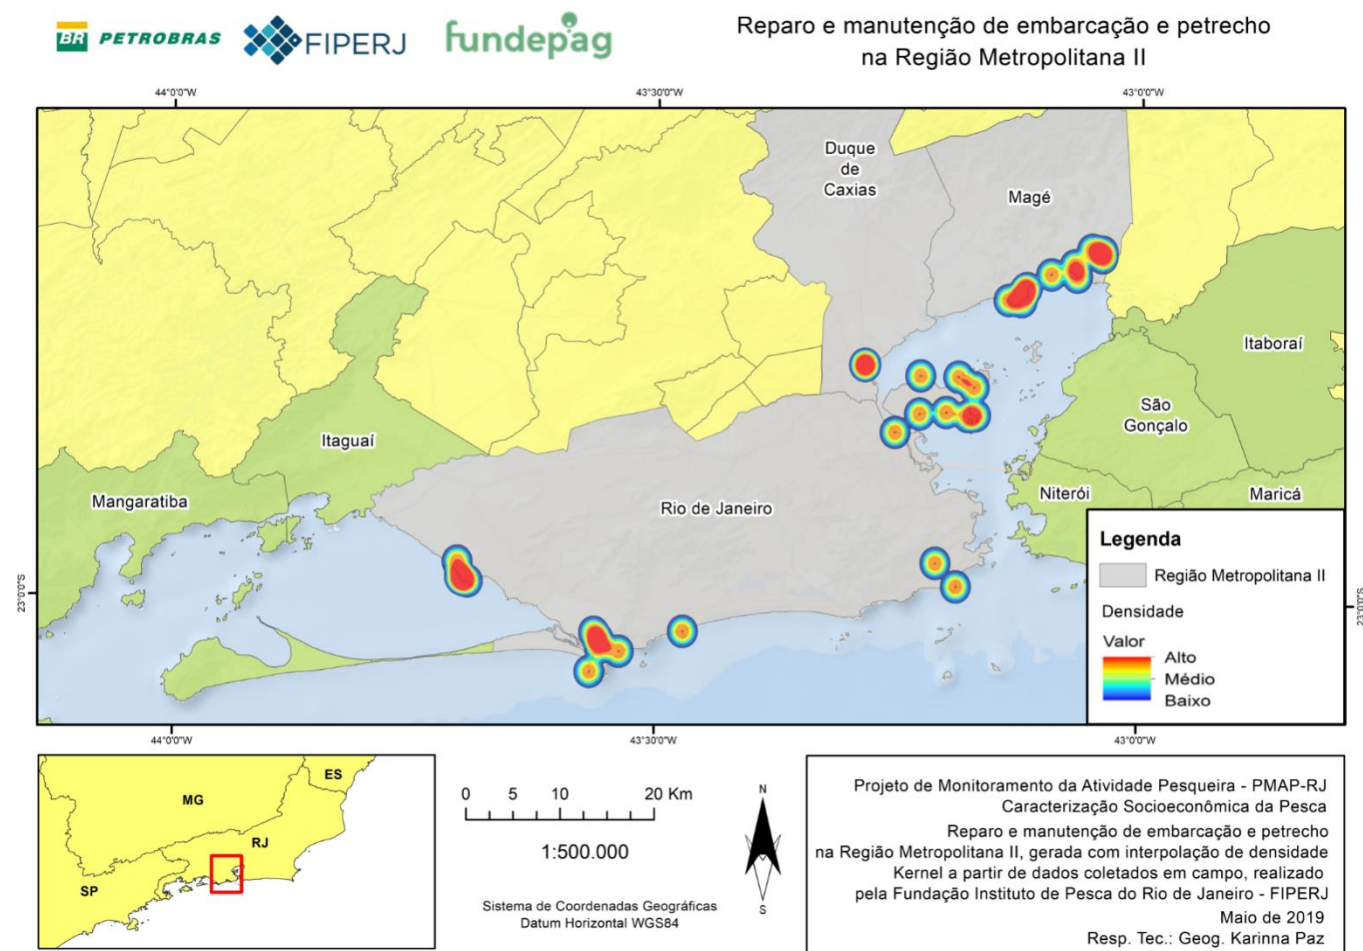 BR PETROBRAS
FIPERJ
fundepag
Reparo e manutenção de embarcação e petrecho
na Região Metropolitana II
44°0'0"W
43°30'0"W
43°0'0"W
Duque
de
Caxias
Magé
Itaboraí
São
Gonçalo
Itaguaí
Mangaratiba
Rio de Janeiro
Niterói
Maricá
23°0'0"S
23°0'0"S
Legenda
Região Metropolitana II
Densidade
Valor
Alto
Médio
Baixo
44°0'0"W
43°30'0"W
43°0'0"W
ES
MG
RJ
SP
0 5 10 20 Km
1:500.000
Sistema de Coordenadas Geográficas
Datum Horizontal WGS84
N
S
Projeto de Monitoramento da Atividade Pesqueira - PMAP-RJ
Caracterização Socioeconômica da Pesca
Reparo e manutenção de embarcação e petrecho
na Região Metropolitana II, gerada com interpolação de densidade
Kernel a partir de dados coletados em campo, realizado
pela Fundação Instituto de Pesca do Rio de Janeiro - FIPERJ
Maio de 2019
Resp. Tec.: Geog. Karinna Paz